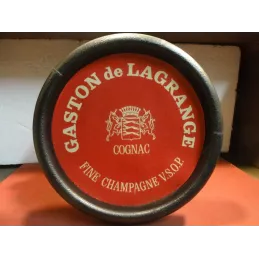 GASTON de LAGRANGE
COGNAC
FINE CHAMPAGNE V.S.O.P.